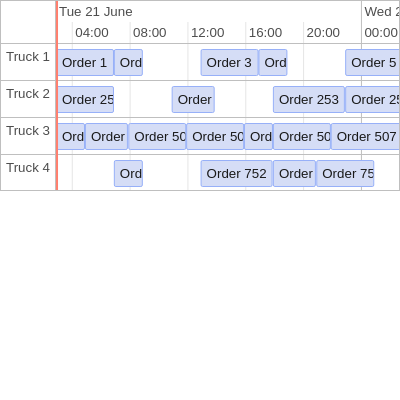 Tue 21 June Wed 2
04:00 08:00 12:00 16:00 20:00 00:00
Truck 1 Order 1 Ord Order 3 Ord Order 5
Truck 2 Order 25 Order Order 253 Order 25
Truck 3 Ord Order Order 50 Order 50 Ord Order 50 Order 507
Truck 4 Ord Order 752 Order Order 75